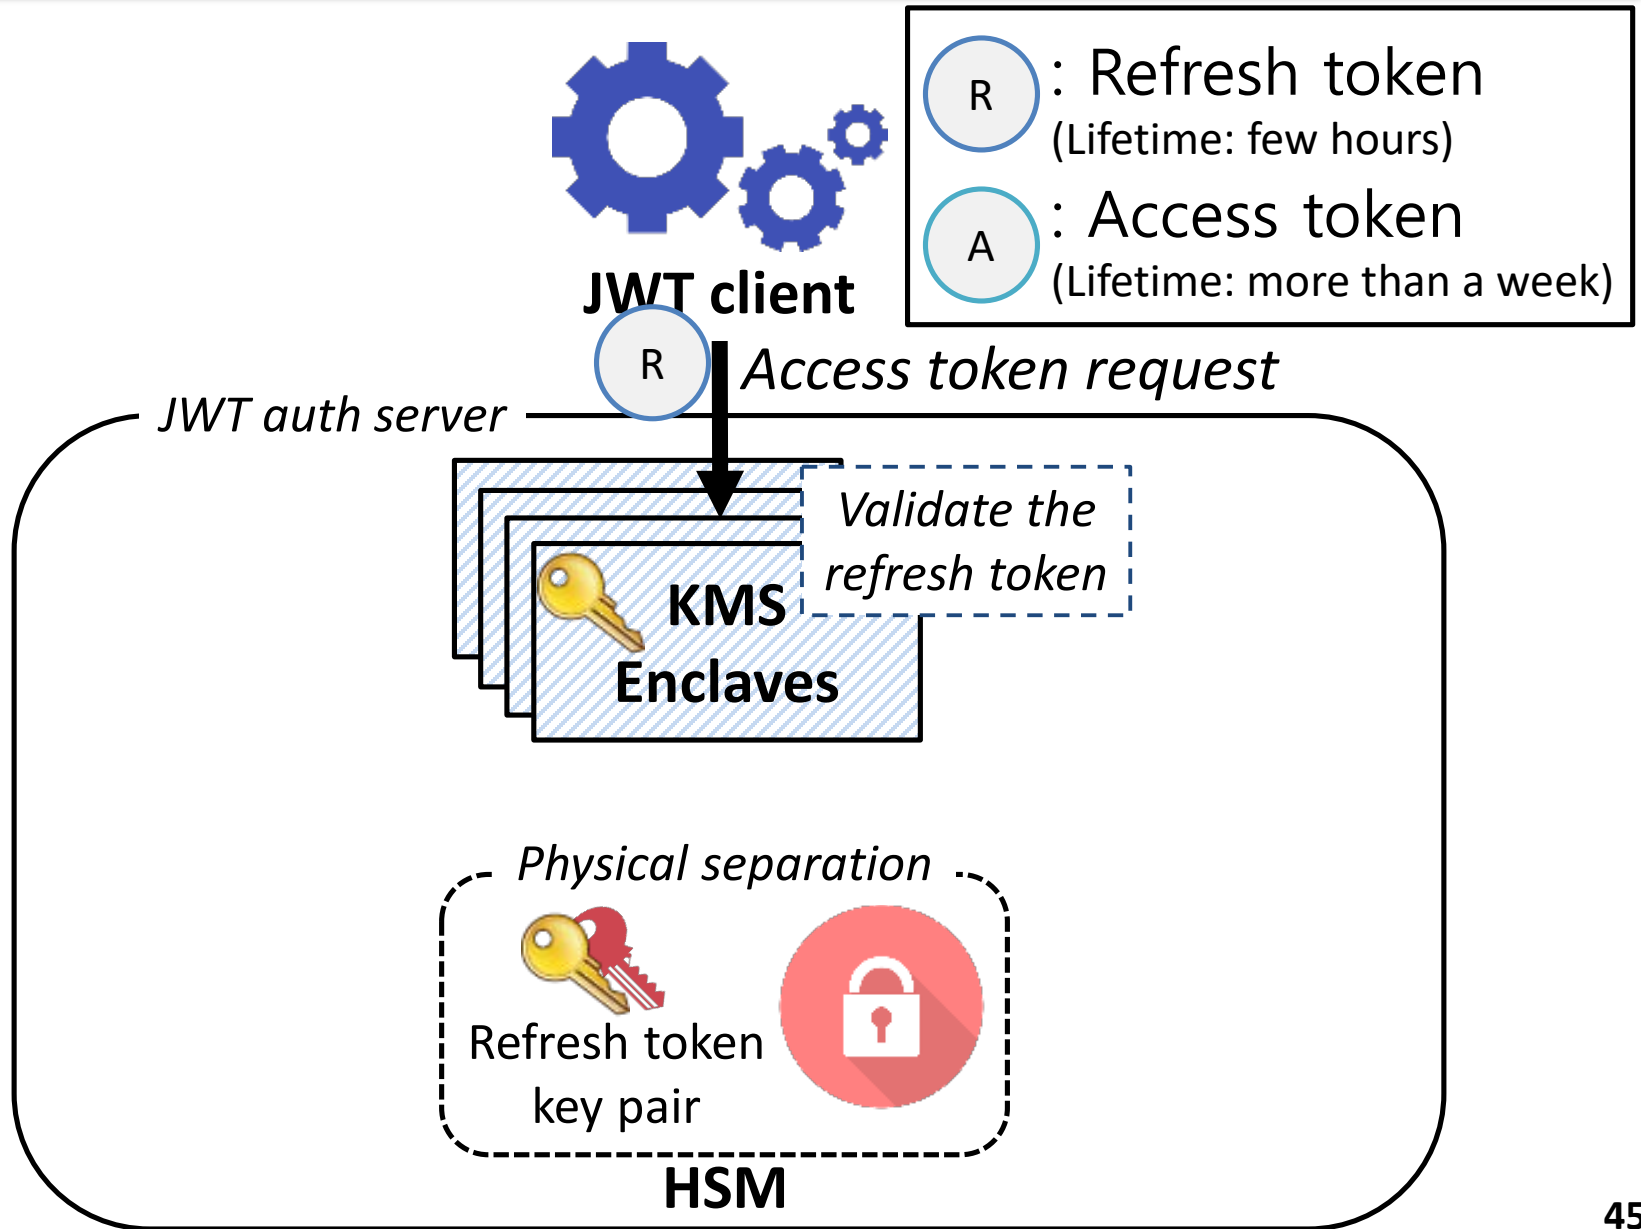 R : Refresh token
(Lifetime: few hours)
A : Access token
(Lifetime: more than a week)
JWT client
R
Access token request
JWT auth server
Validate the
refresh token
KMS
Enclaves
Physical separation
Refresh token
key pair
HSM
45